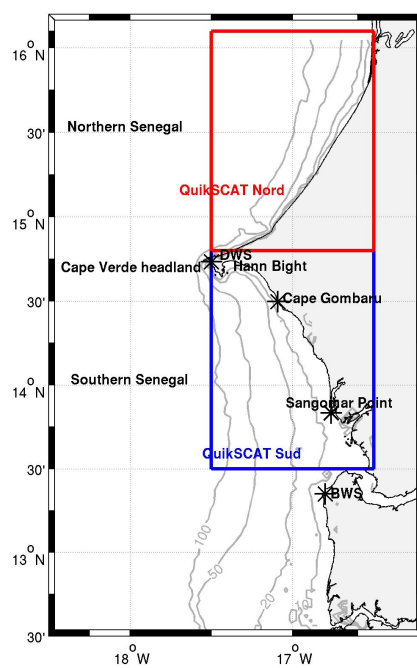 16° N
Northern Senegal
30'
QuikSCAT Nord
15° N
DWS
Cape Verde headland
Hann Bight
30'
Cape Gombaru
14° N
Southern Senegal
Sangomar Point
QuikSCAT Sud
30'
BWS
100
50
20
10
13° N
30'
18° W
17° W